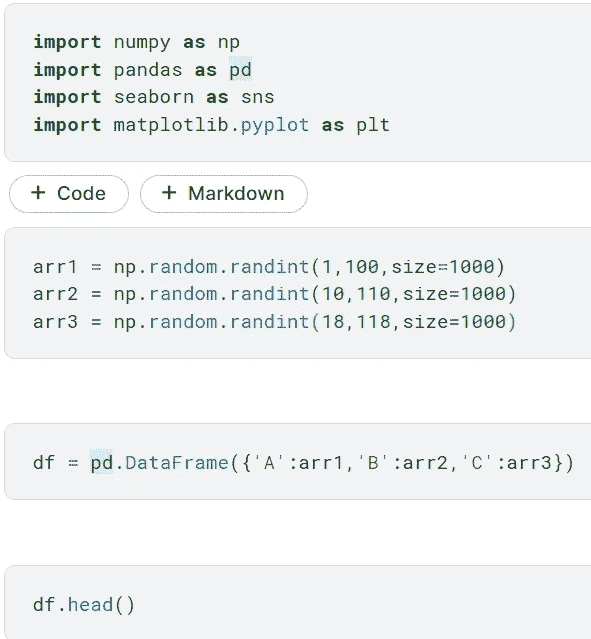 import numpy as np
import pandas as pd
import seaborn as sns
import matplotlib.pyplot as plt
+ Code + Markdown
arr1 = np.random.randint(1,100,size=1000)
arr2 = np.random.randint(10,110,size=1000)
arr3 = np.random.randint(18,118,size=1000)
df = pd.DataFrame({'A':arr1,'B':arr2,'C':arr3})
df.head()